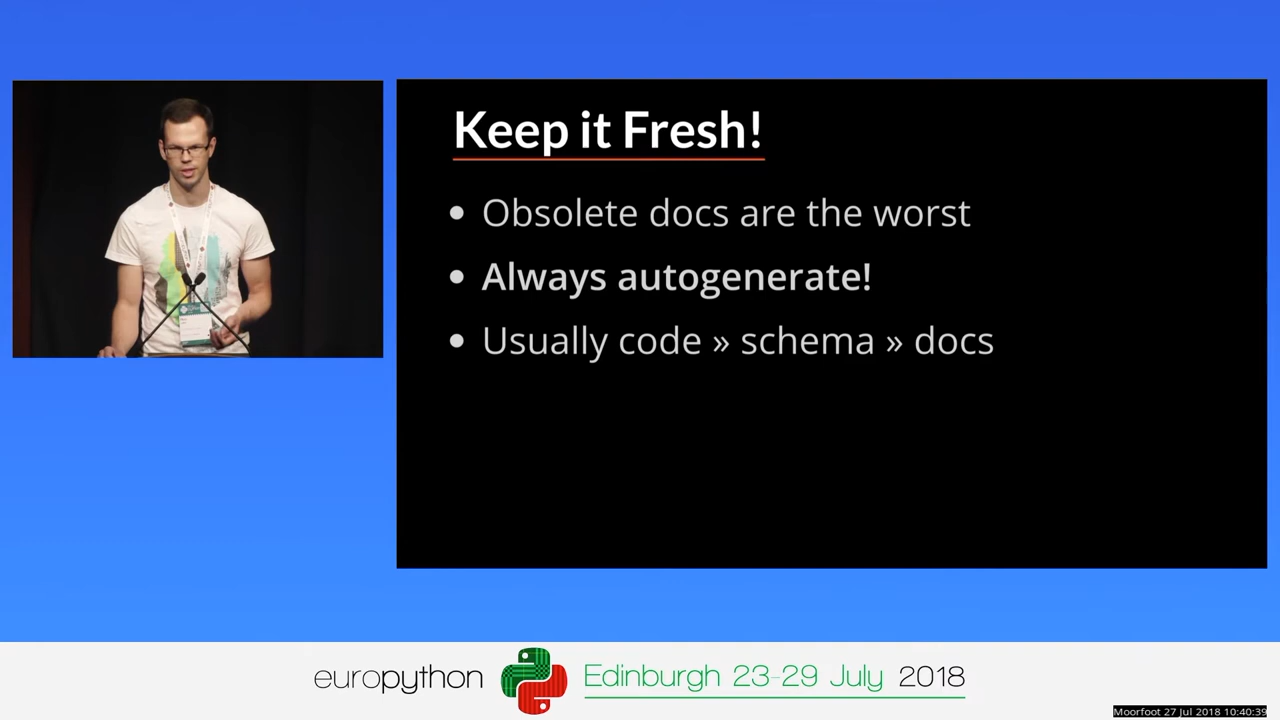 Keep it Fresh!
Obsolete docs are the worst
Always autogenerate!
Usually code » schema » docs
europython
Edinburgh 23-29 July 2018
Moorfoot 27 Jul 2018 10:40:39